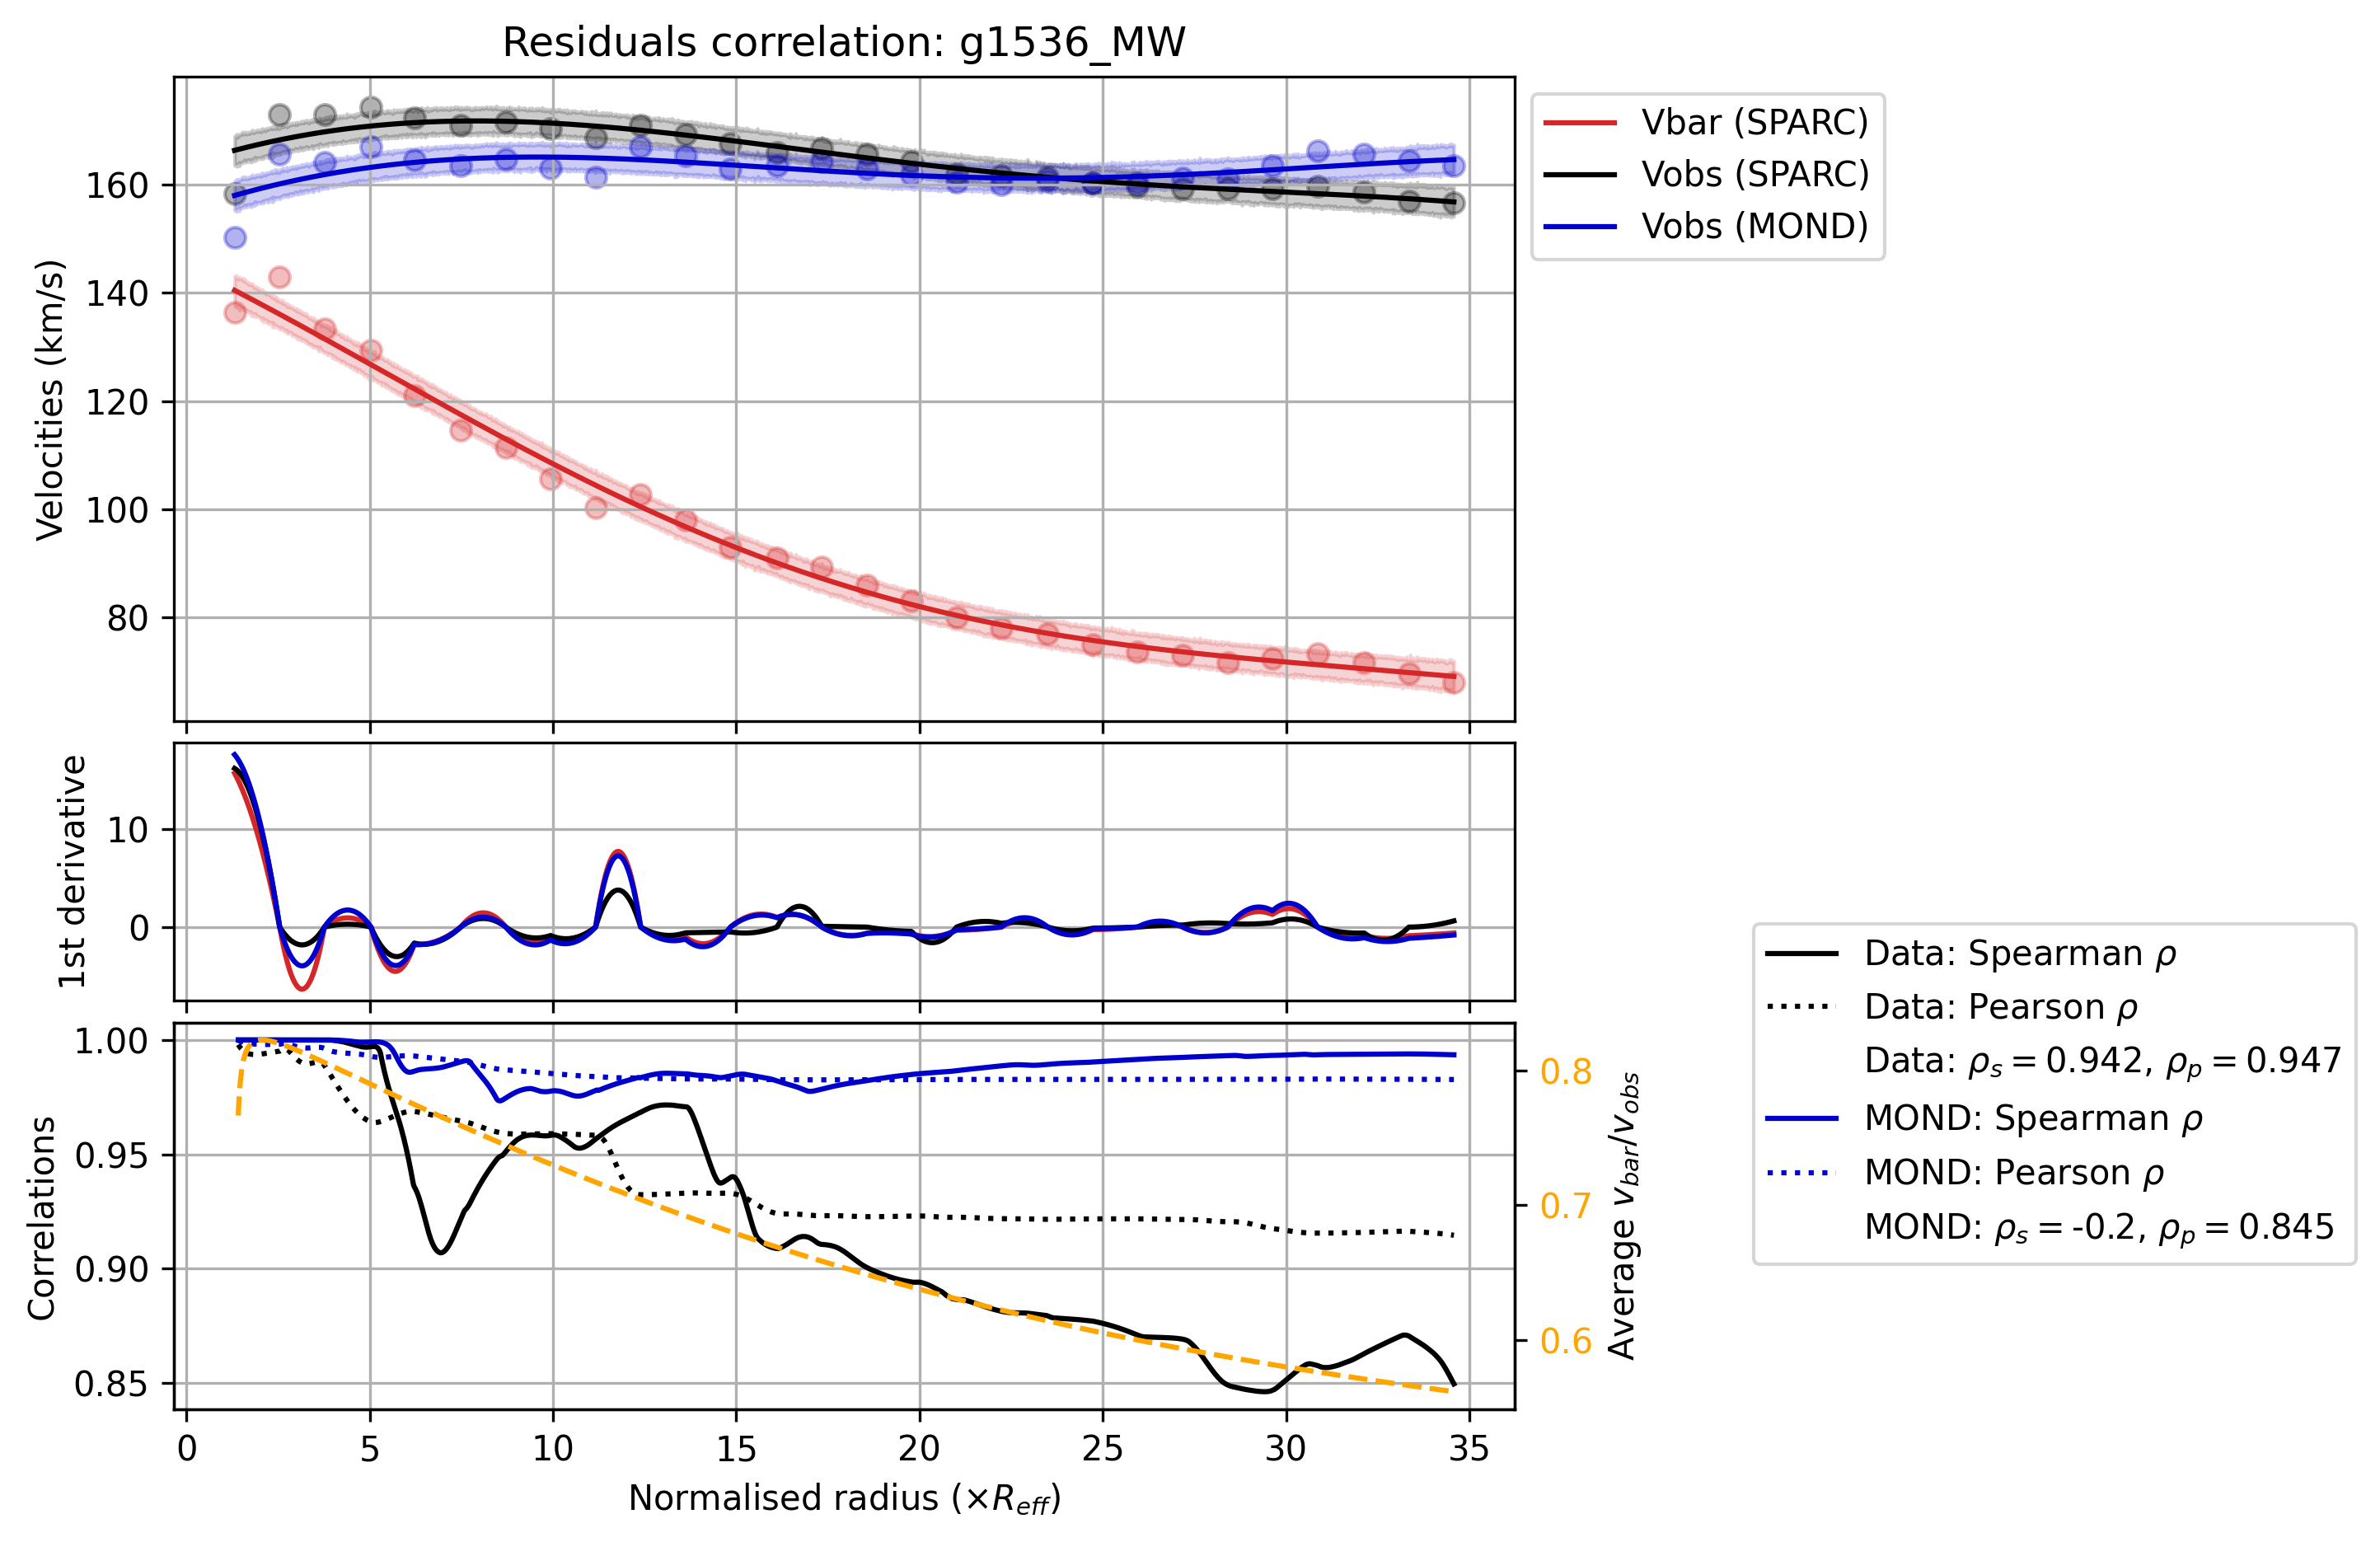 Residuals correlation: g1536_MW
160
140
120
100
80
Velocities (km/s)
Vbar (SPARC)
Vobs (SPARC)
Vobs (MOND)
10
0
1st derivative
1.00
0.95
0.90
0.85
Correlations
0.8
0.7
0.6
Average v_bar/v_obs
0 5 10 15 20 25 30 35
Normalised radius (×R_eff)
Data: Spearman ρ
Data: Pearson ρ
Data: ρ_s = 0.942, ρ_p = 0.947
MOND: Spearman ρ
MOND: Pearson ρ
MOND: ρ_s = -0.2, ρ_p = 0.845